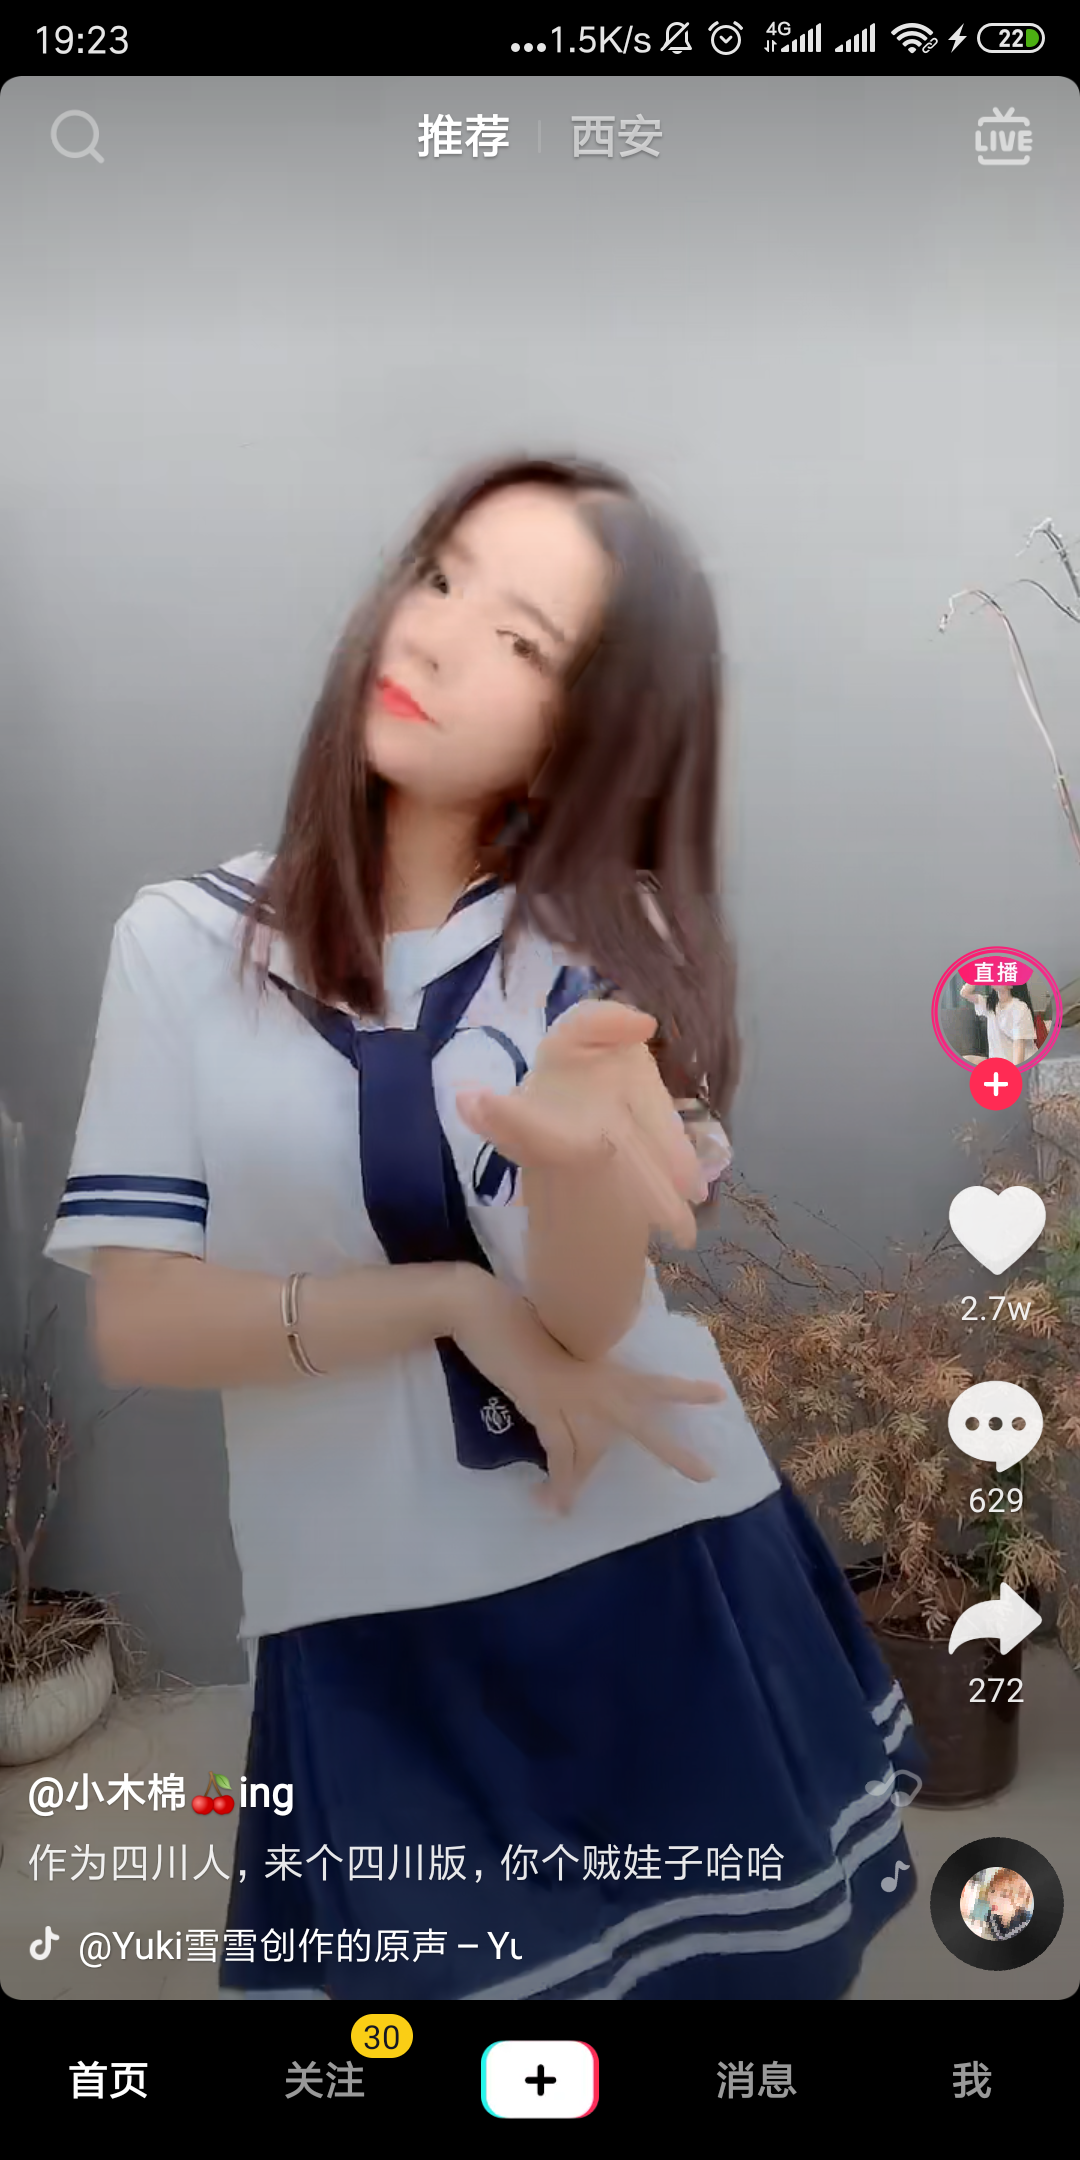 19:23
...1.5K/s
4G
22
推荐
西安
LIVE
直播
2.7w
629
272
@小木棉🍒ing
作为四川人，来个四川版，你个贼娃子哈哈
@Yuki雪雪创作的原声 – Yu
首页
关注
30
消息
我